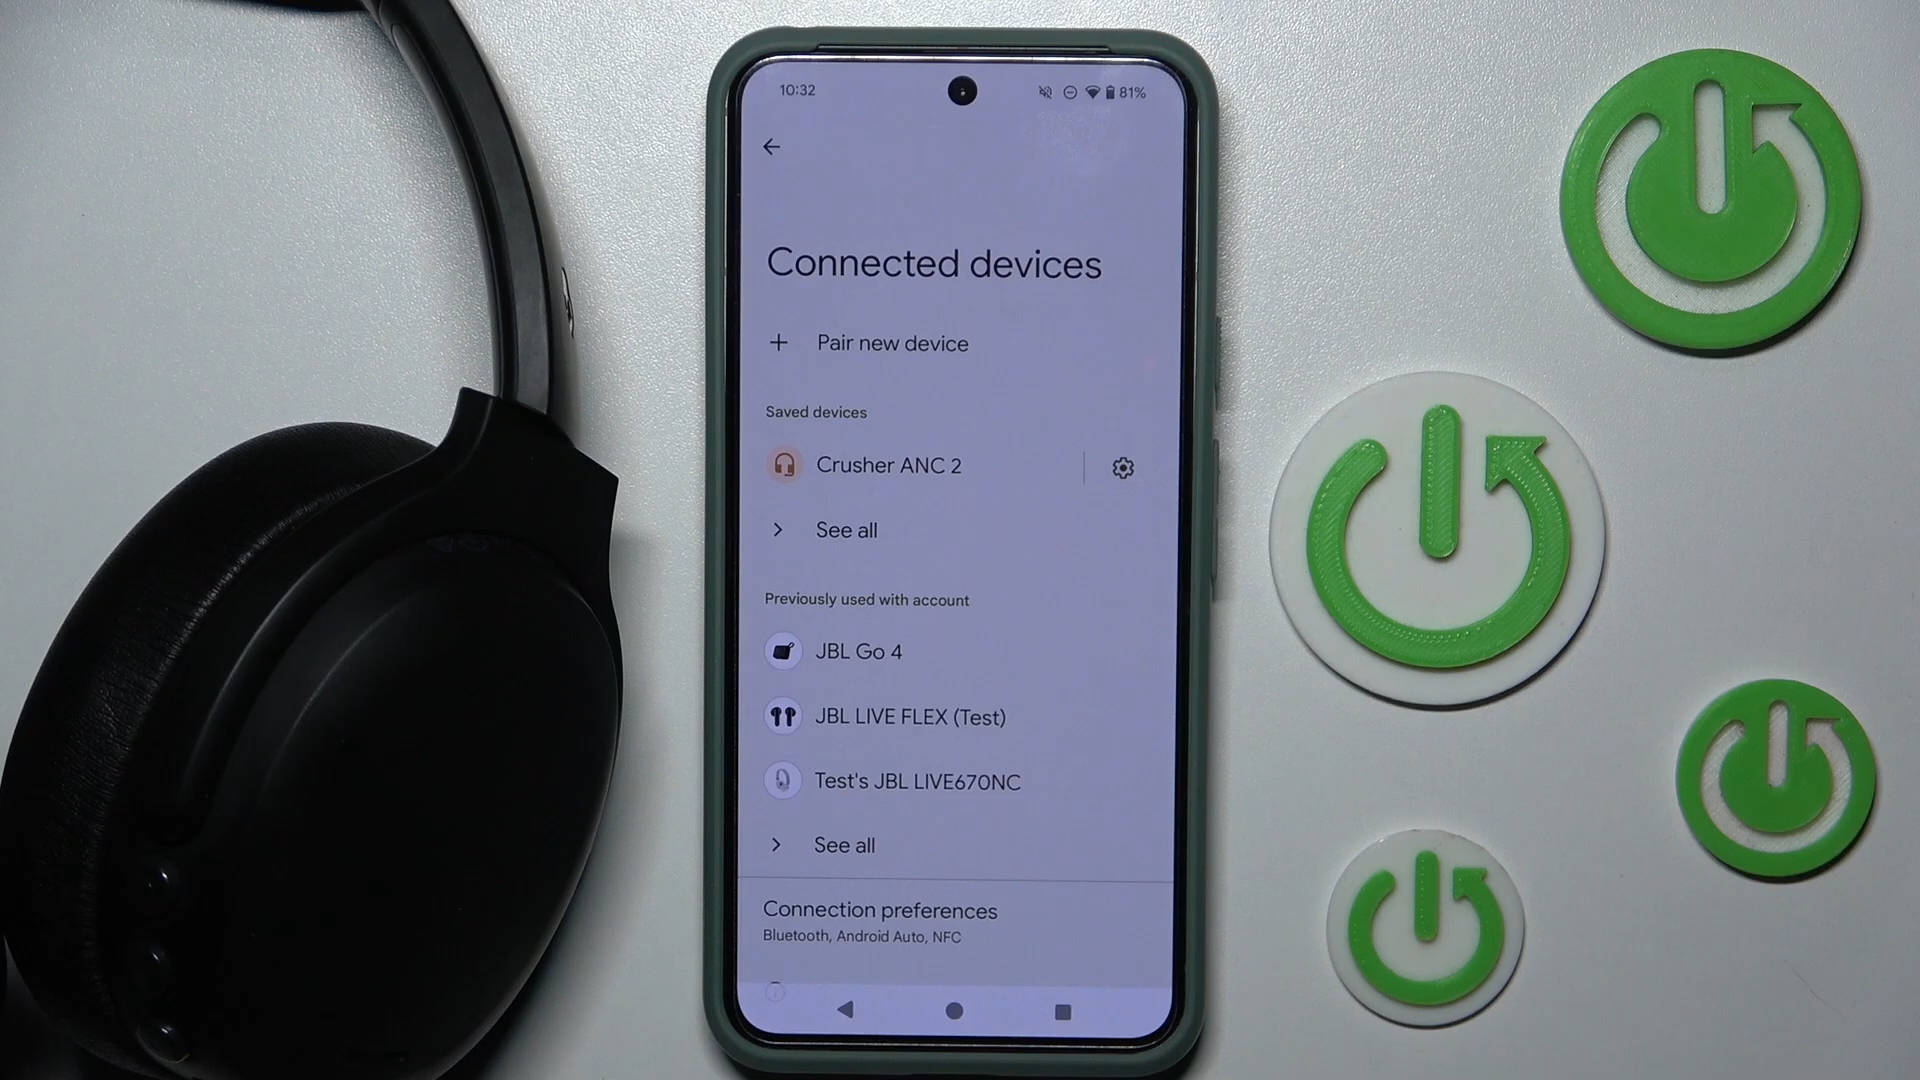 10:32
81%
Connected devices
Pair new device
Saved devices
Crusher ANC 2
See all
Previously used with account
JBL Go 4
JBL LIVE FLEX (Test)
Test's JBL LIVE670NC
See all
Connection preferences
Bluetooth, Android Auto, NFC